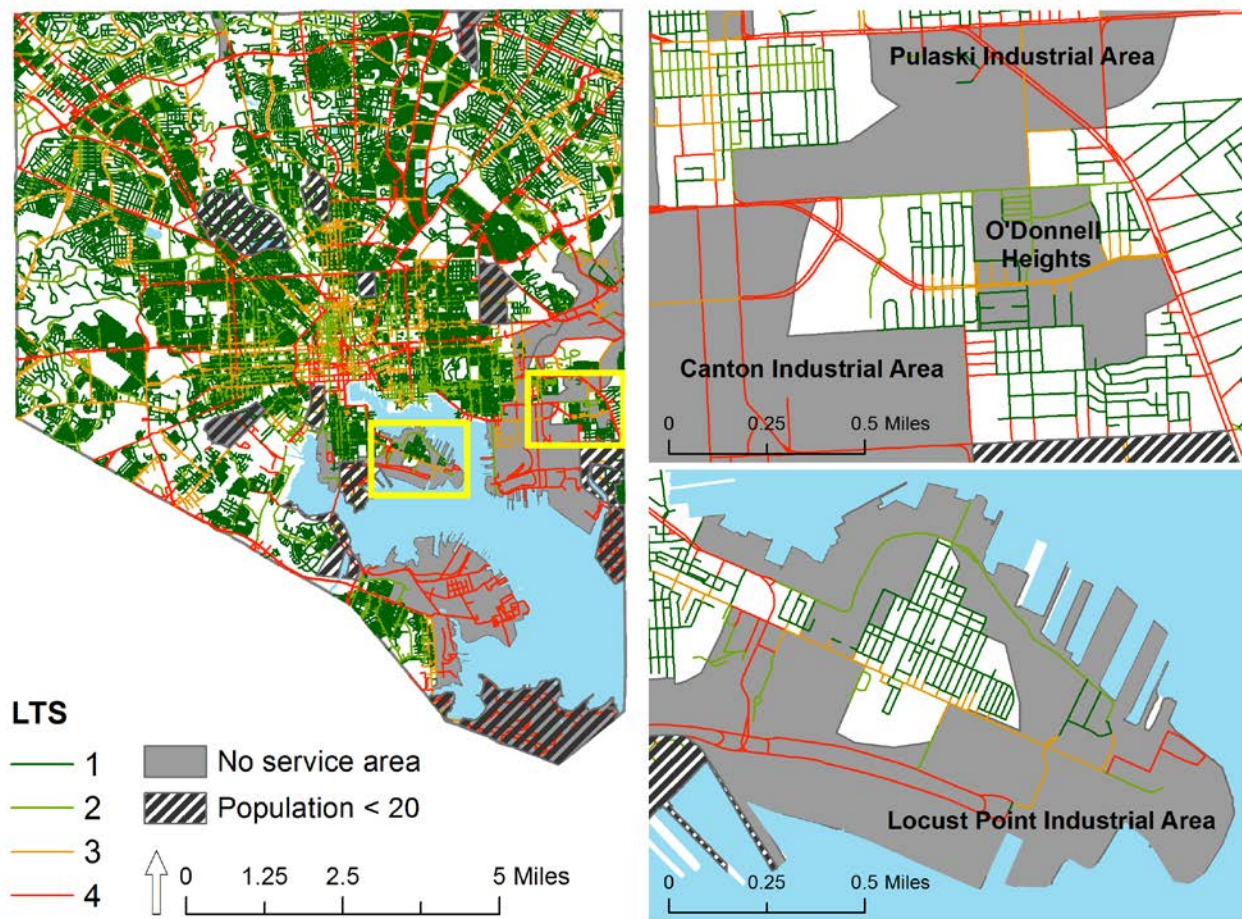 LTS
1
2
3
4
No service area
Population < 20
0 1.25 2.5 5 Miles
Pulaski Industrial Area
O'Donnell
Heights
Canton Industrial Area
0 0.25 0.5 Miles
Locust Point Industrial Area
0 0.25 0.5 Miles